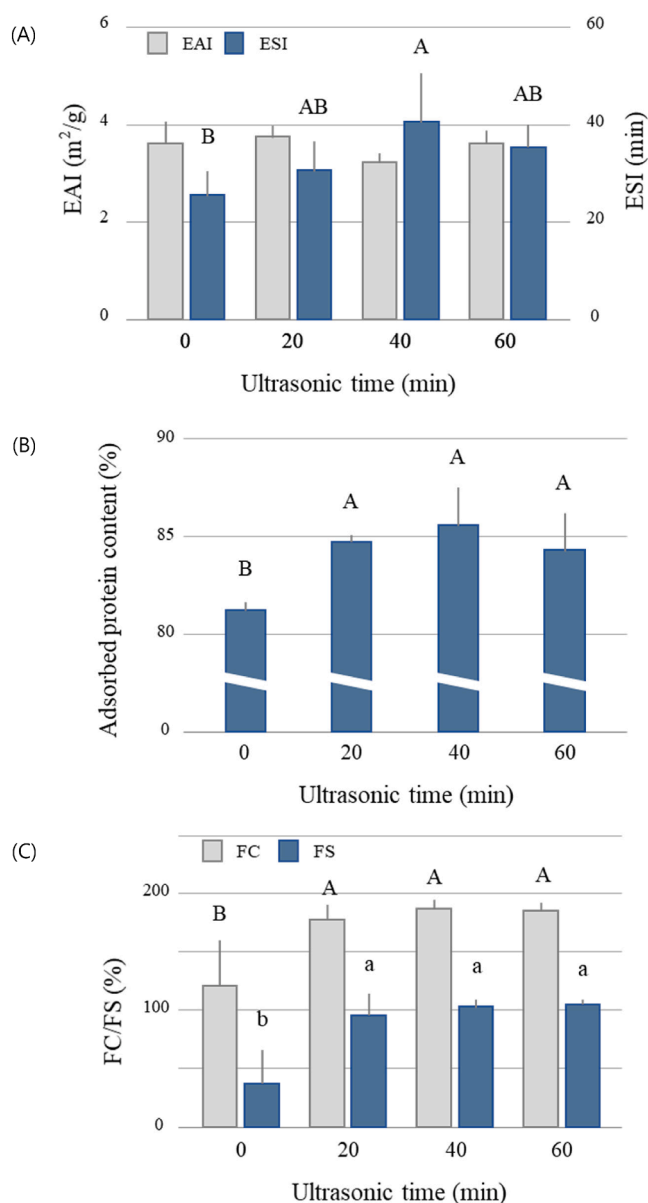 (A)
6
60
EAI
ESI
A
AB
AB
B
4
40
EAI (m²/g)
ESI (min)
2
20
0
0
0
20
40
60
Ultrasonic time (min)
(B)
90
A
A
A
85
B
80
Adsorbed protein content (%)
0
0
20
40
60
Ultrasonic time (min)
(C)
FC
FS
200
A
A
A
B
a
a
a
b
100
FC/FS (%)
0
0
20
40
60
Ultrasonic time (min)